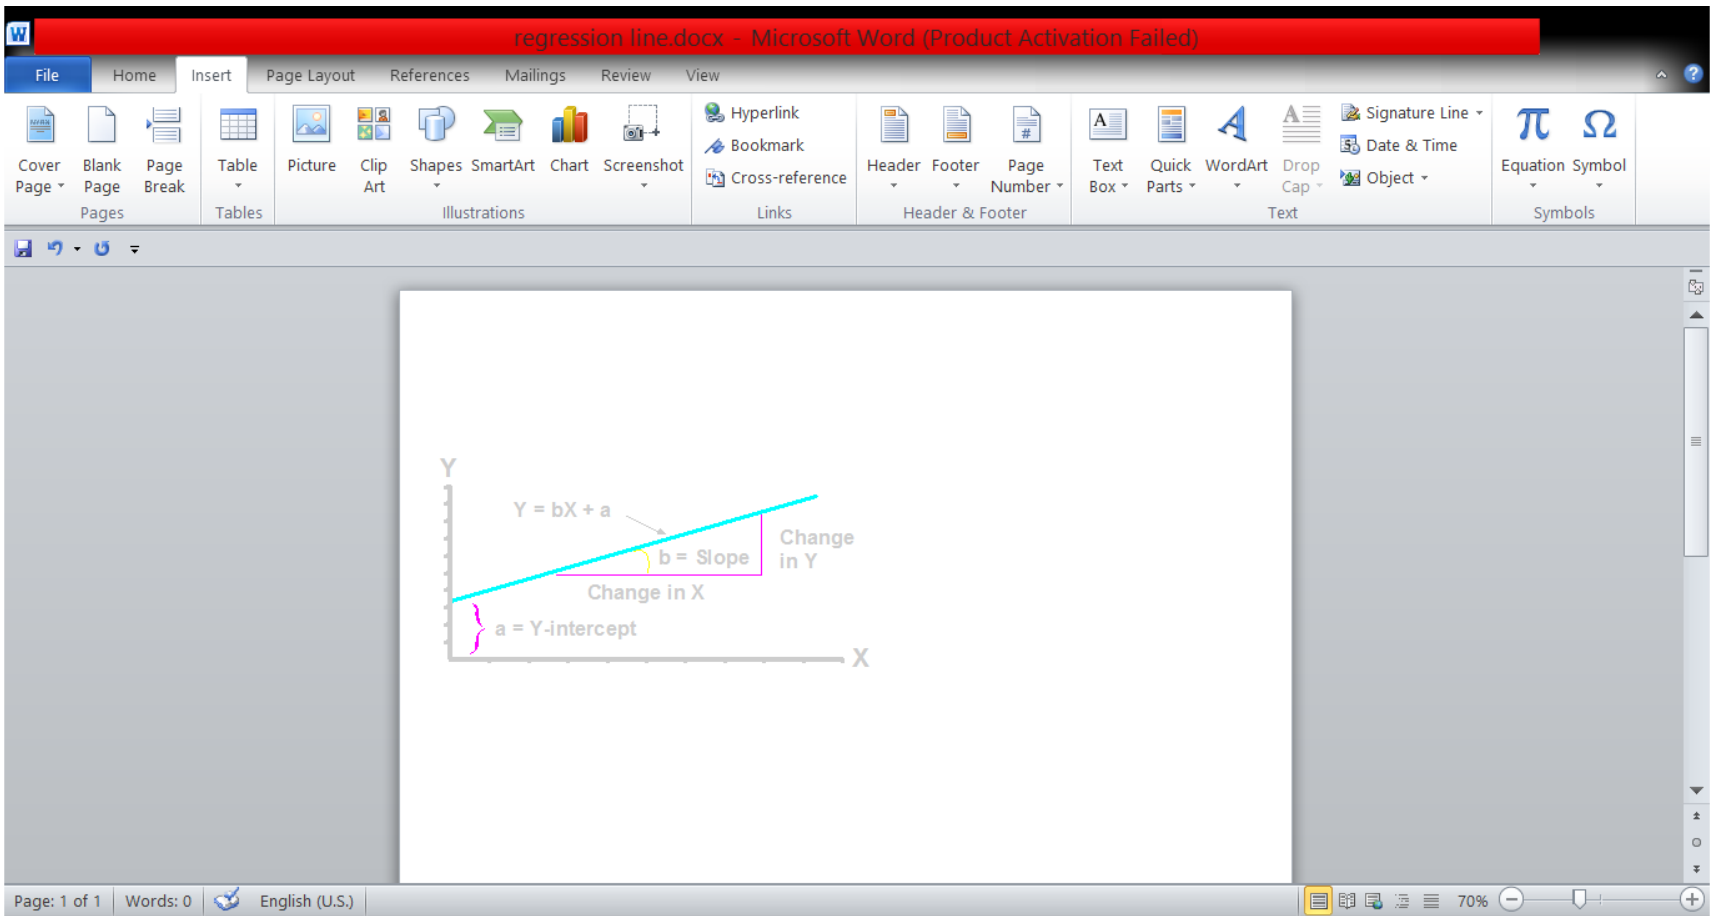 regression line.docx - Microsoft Word (Product Activation Failed)
File Home Insert Page Layout References Mailings Review View
Cover Page
Blank Page
Page Break
Pages
Table
Tables
Picture
Clip Art
Shapes
SmartArt
Chart
Screenshot
Illustrations
Hyperlink
Bookmark
Cross-reference
Links
Header
Footer
Page Number
Header & Footer
Text Box
Quick Parts
WordArt
Drop Cap
Signature Line
Date & Time
Object
Text
π Equation
Ω Symbol
Symbols
Y
Y = bX + a
Change
in Y
b = Slope
Change in X
a = Y-intercept
X
Page: 1 of 1 Words: 0 English (U.S.) 70%